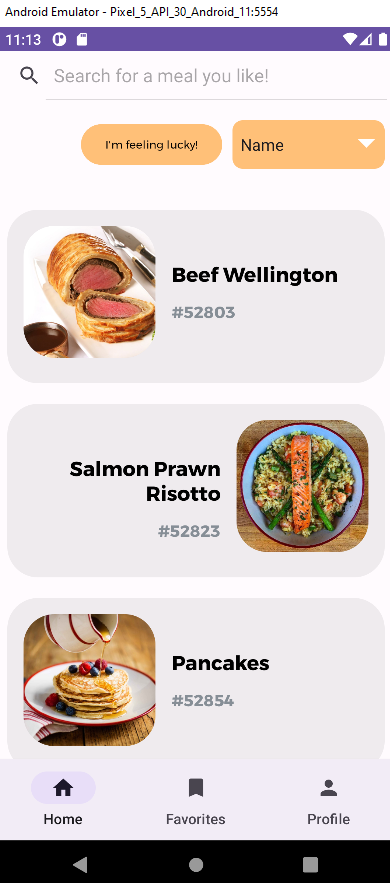 Android Emulator - Pixel_5_API_30_Android_11:5554
11:13
Search for a meal you like!
I'm feeling lucky!
Name
Beef Wellington
#52803
Salmon Prawn
Risotto
#52823
Pancakes
#52854
Home
Favorites
Profile